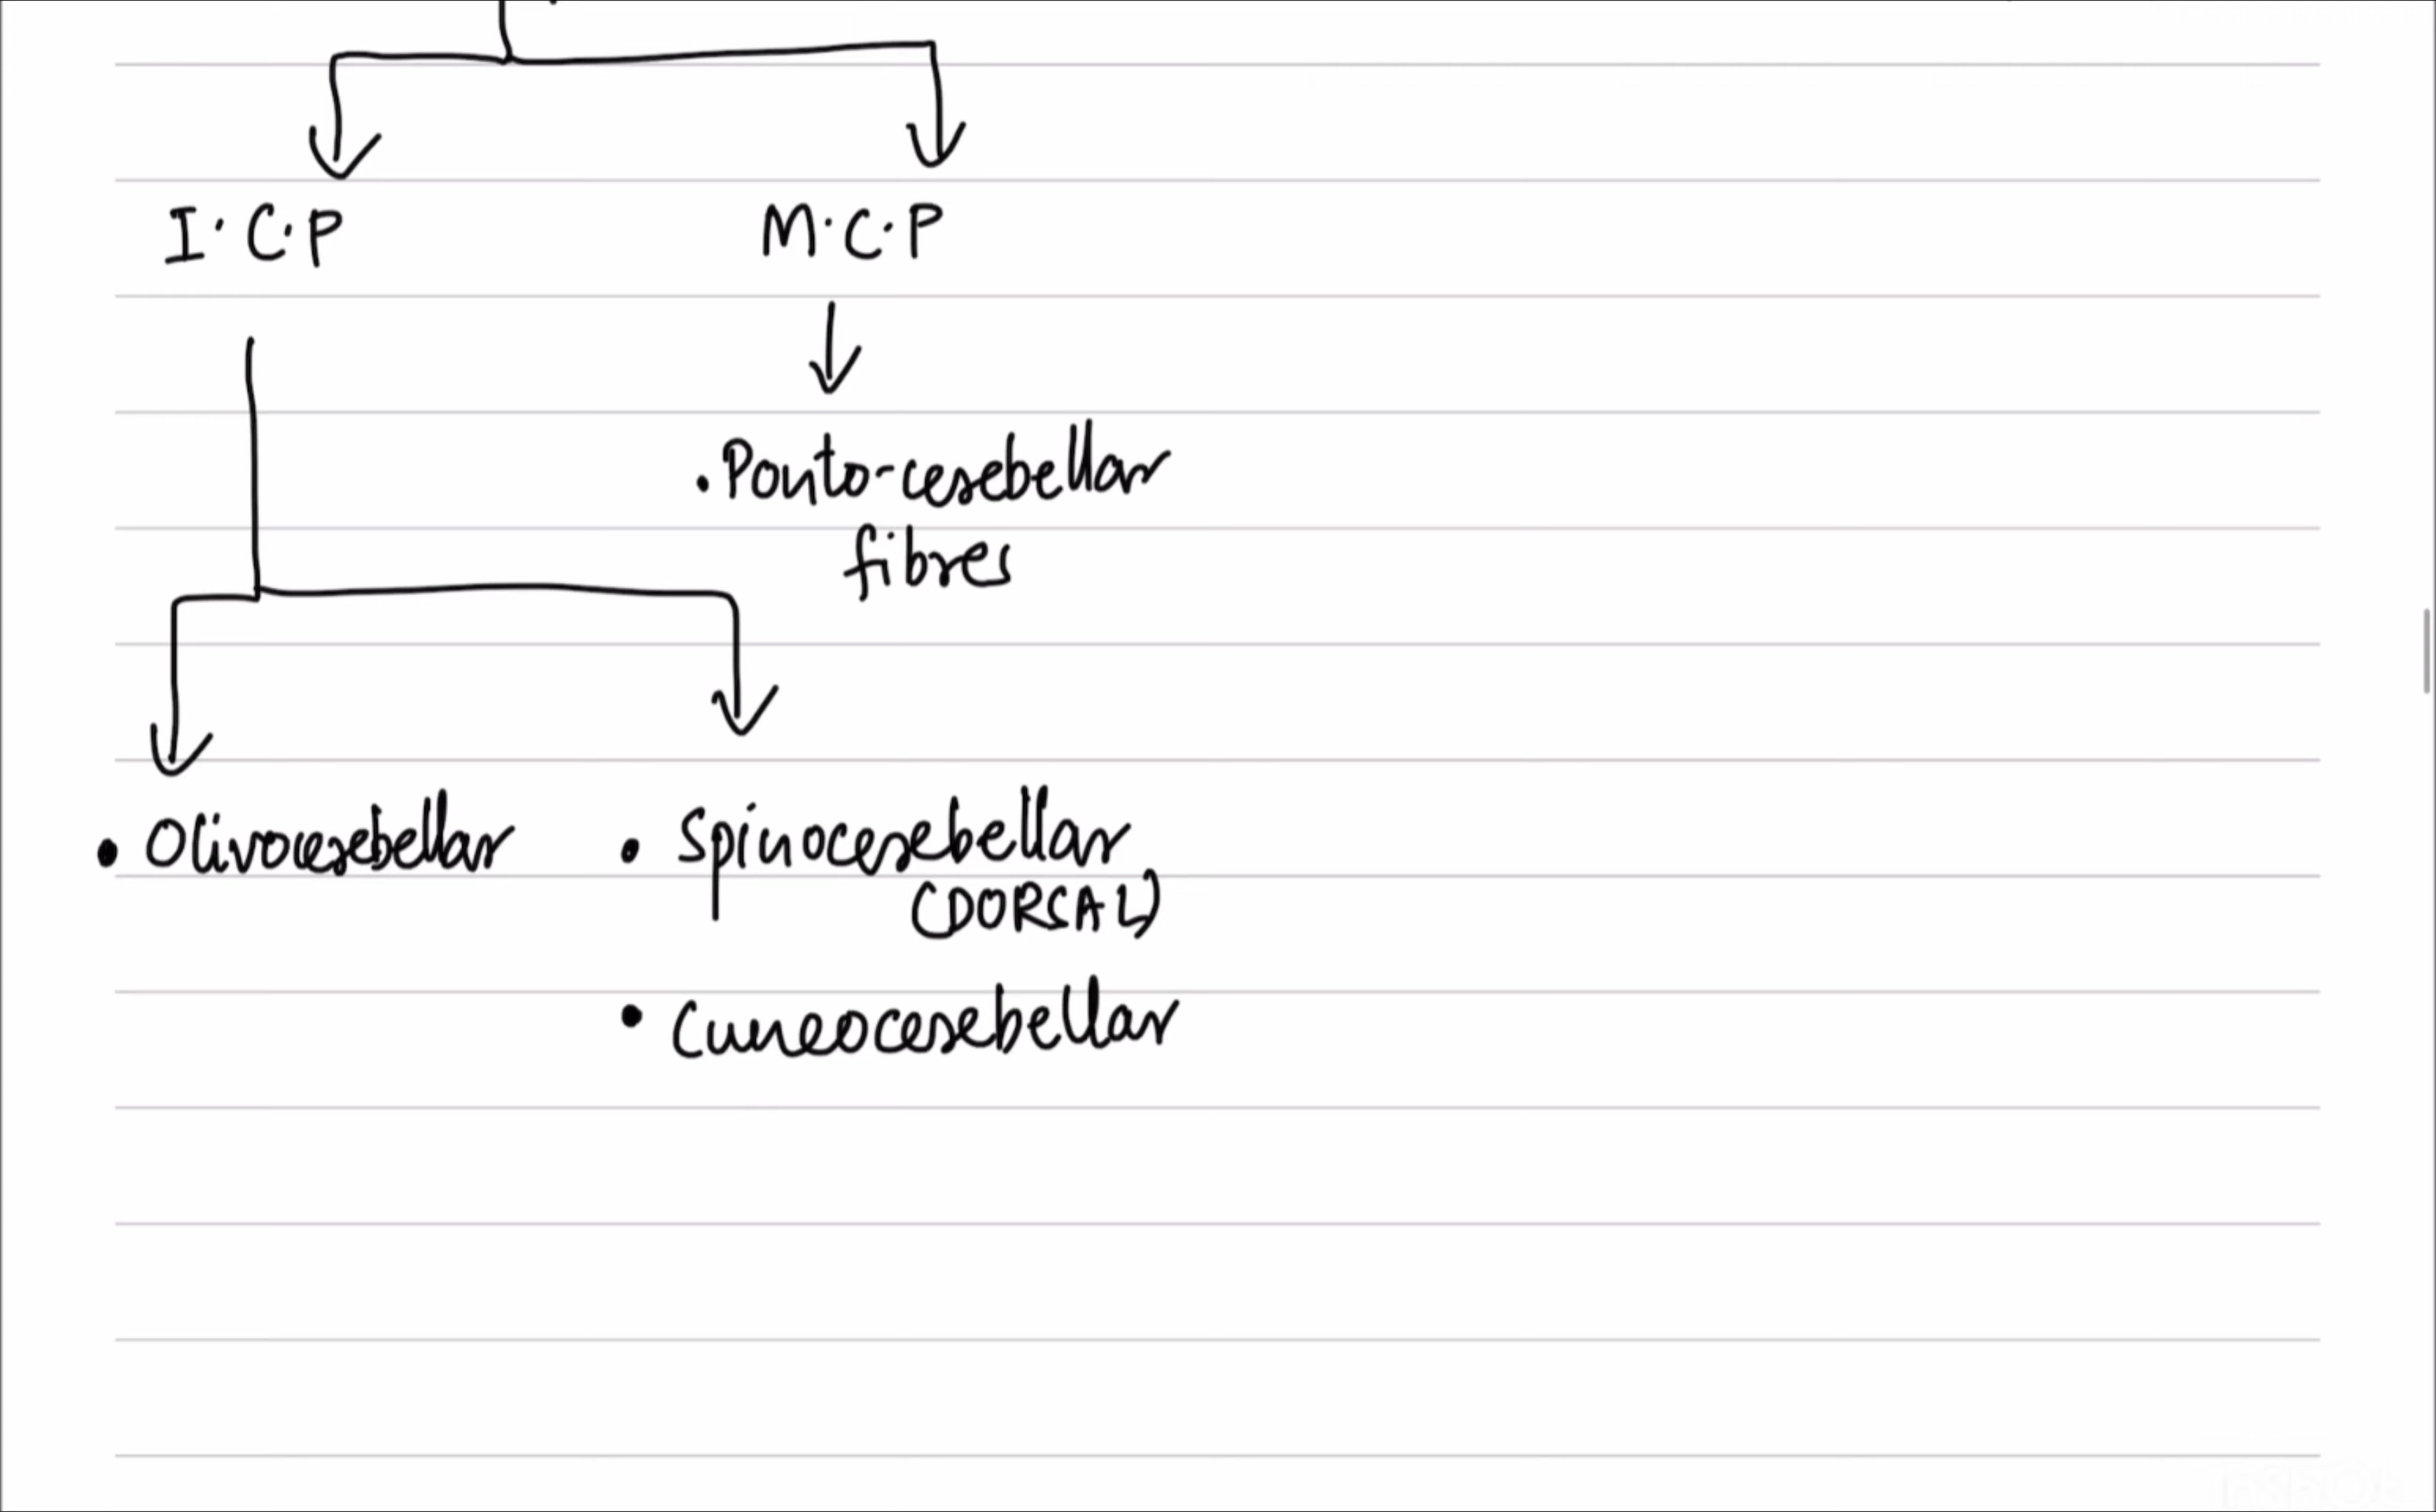 I.C.P
M.C.P
• Ponto-cerebellar
fibres
• Olivocerebellar
• Spinocerebellar
(DORSAL)
• Cuneocerebellar